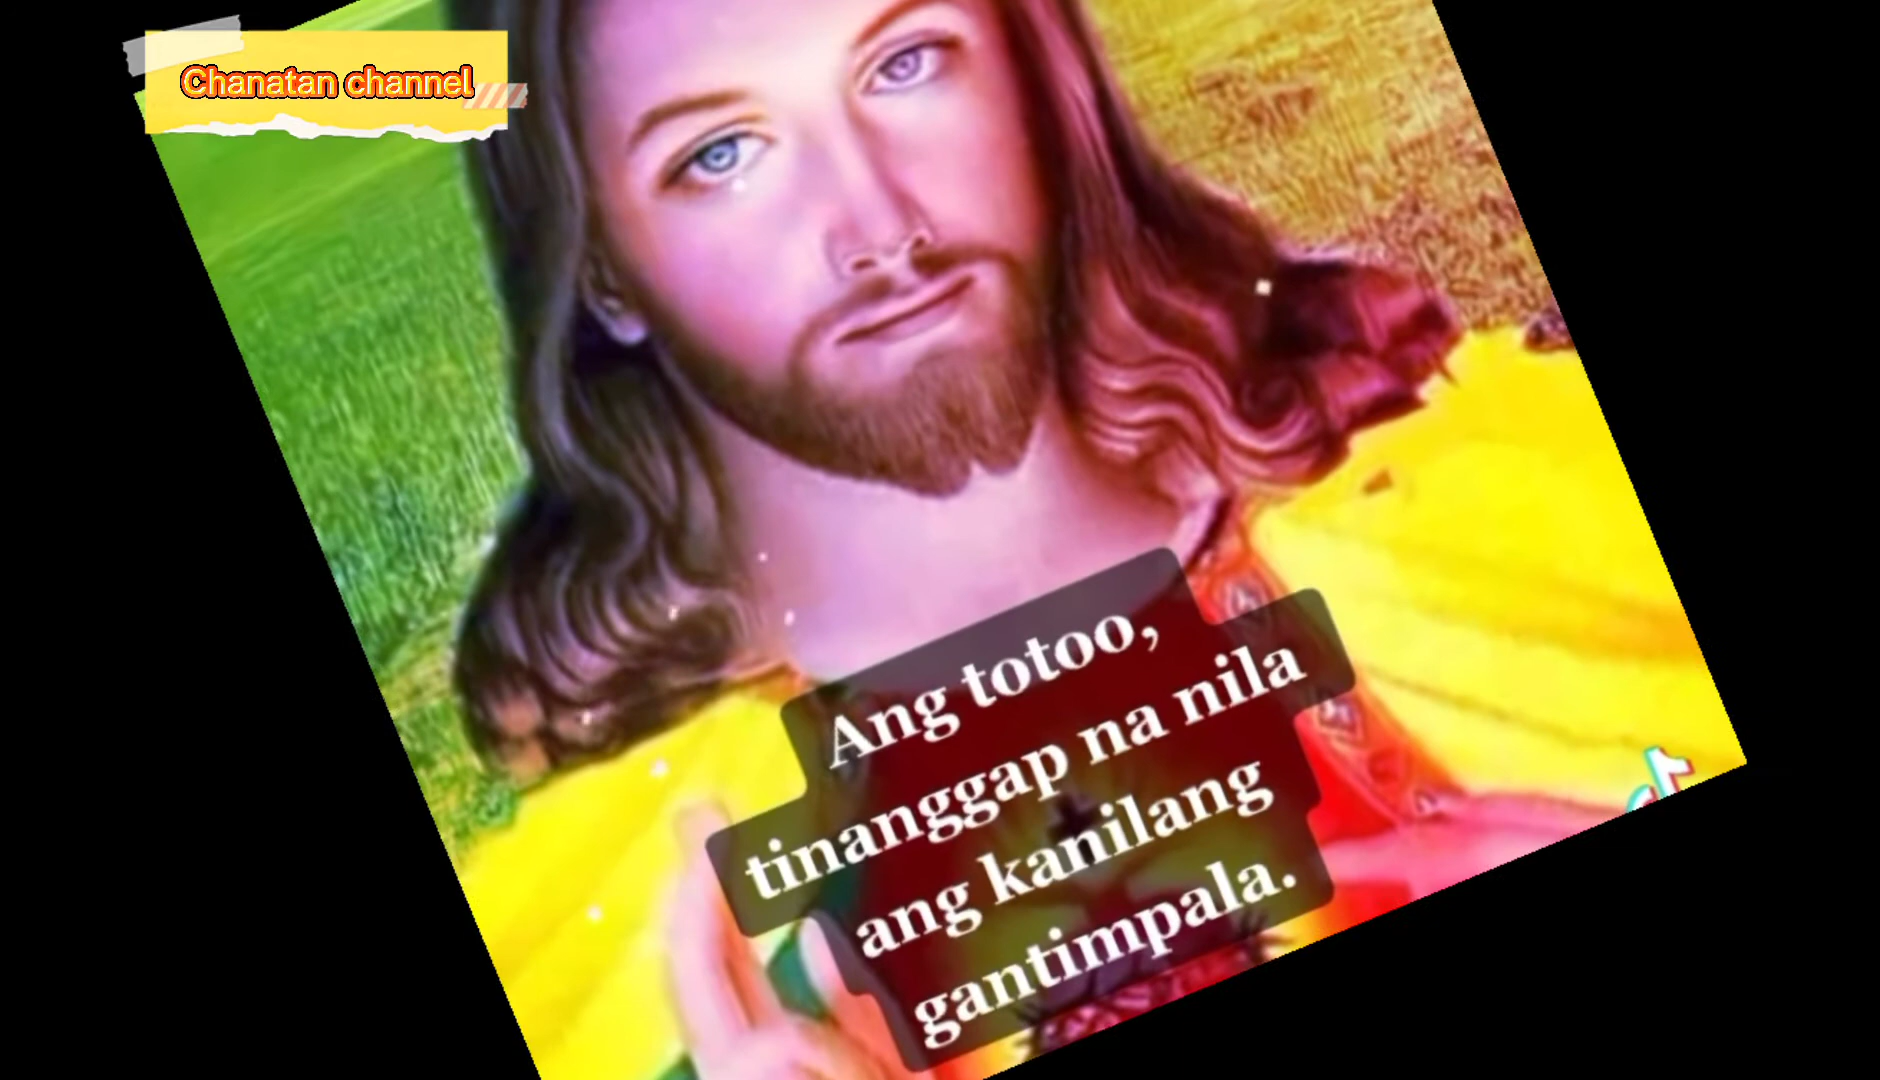 Chanatan channel
Ang totoo,
tinanggap na nila
ang kanilang
gantimpala.